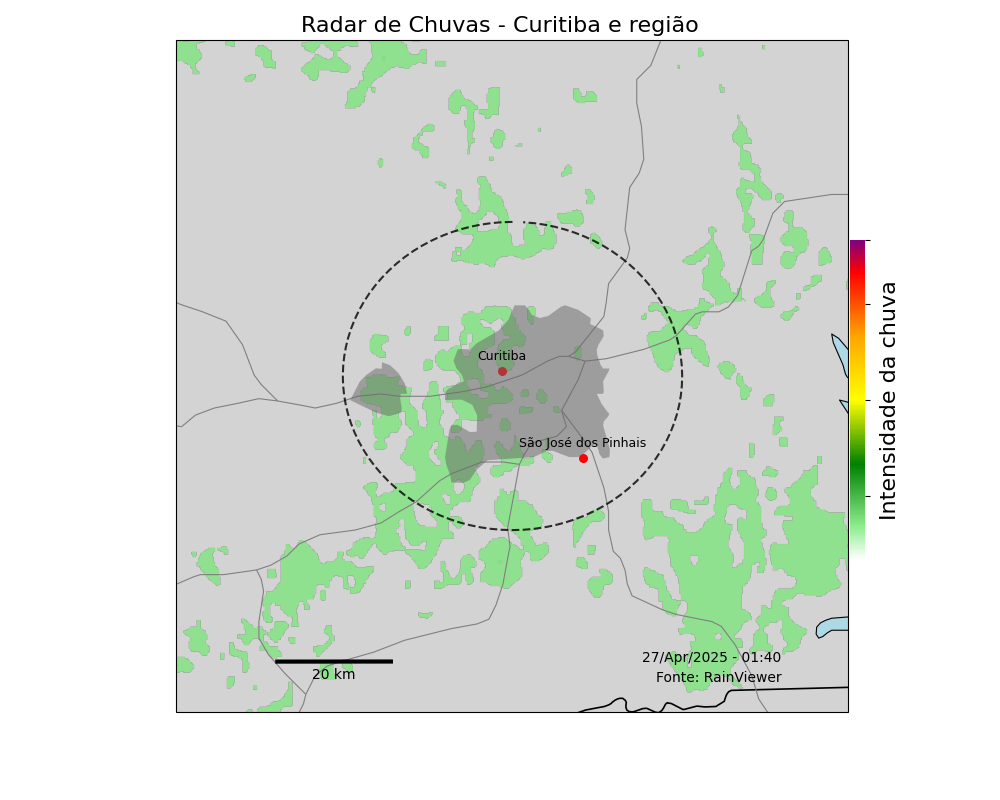 Radar de Chuvas - Curitiba e região
Curitiba
São José dos Pinhais
Intensidade da chuva
27/Apr/2025 - 01:40
Fonte: RainViewer
20 km